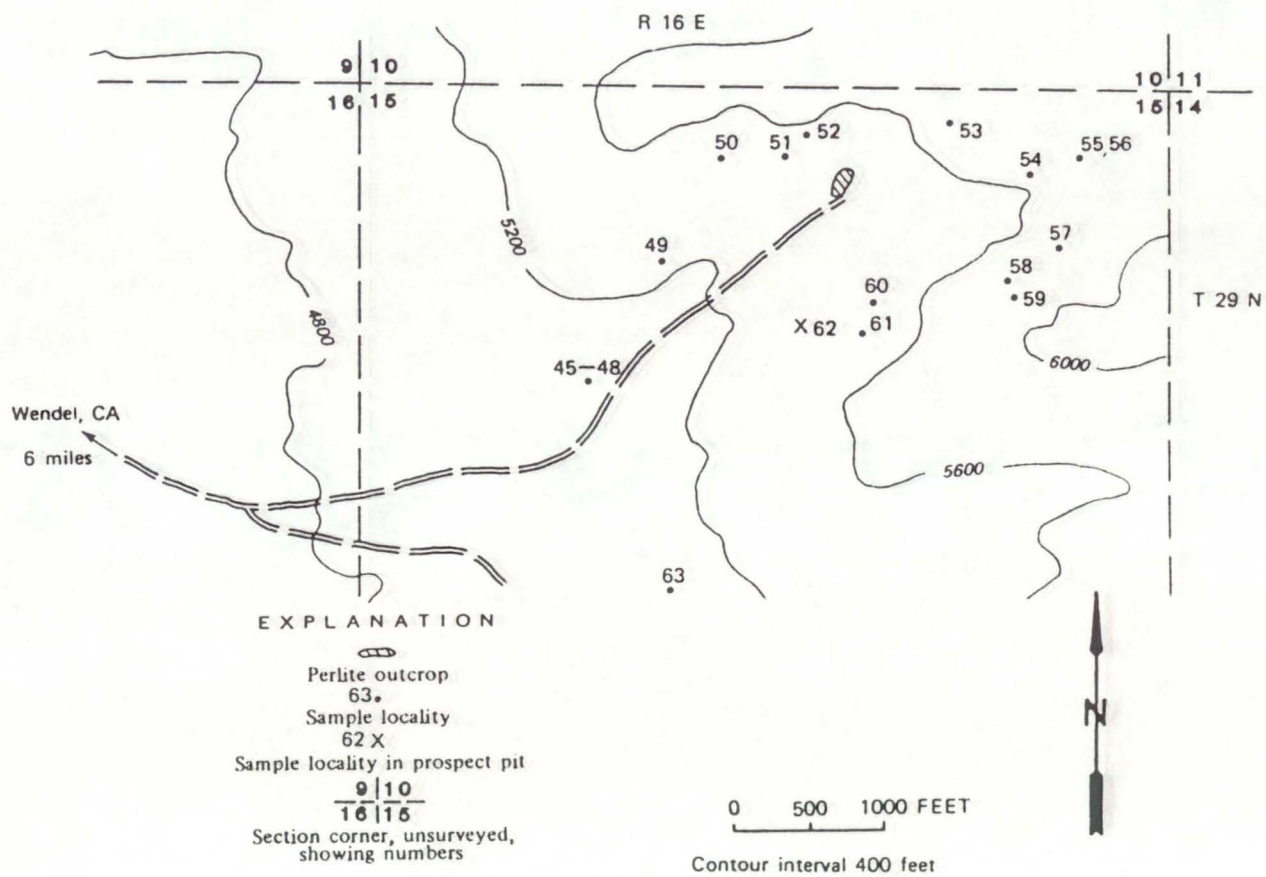 R 16 E
9 10
16 15
10 11
15 14
50
51
52
53
54
55,56
5200
49
57
58
59
T 29 N
60
X 62
61
4800
6000
45—48
Wendel, CA
6 miles
5600
63
EXPLANATION
Perlite outcrop
63.
Sample locality
62 X
Sample locality in prospect pit
9 10
16 15
Section corner, unsurveyed,
showing numbers
N
0 500 1000 FEET
Contour interval 400 feet